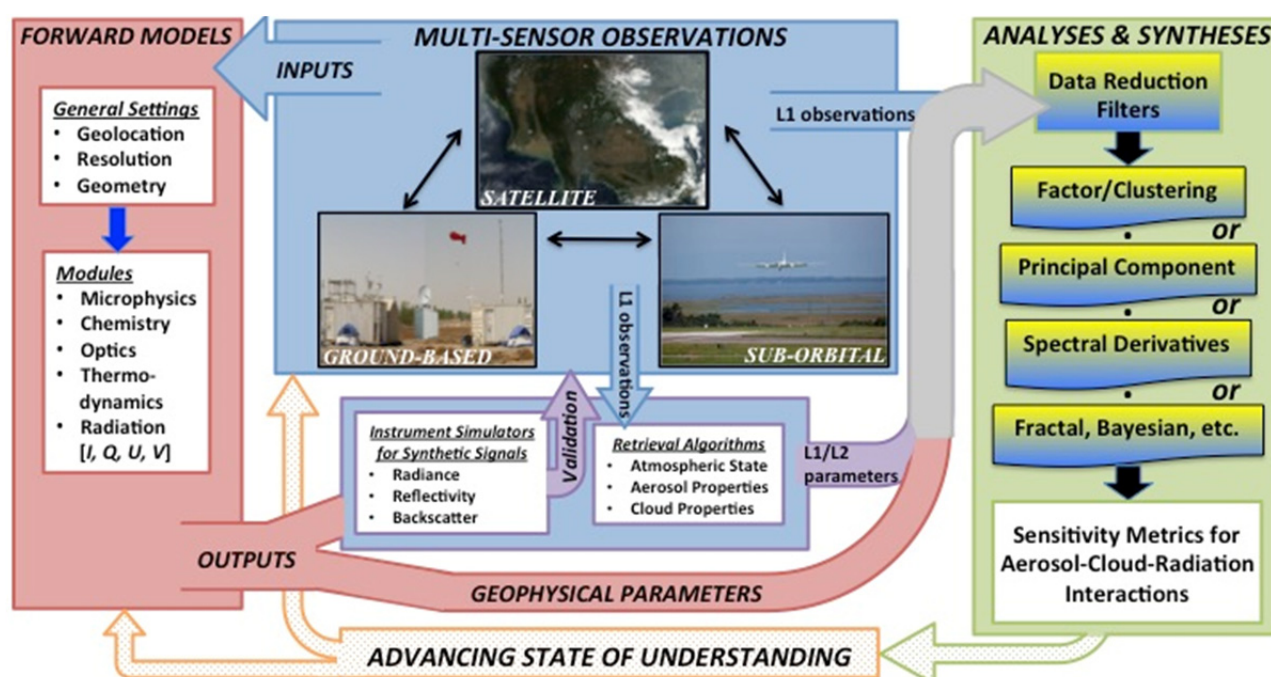 FORWARD MODELS
General Settings
• Geolocation
• Resolution
• Geometry
Modules
• Microphysics
• Chemistry
• Optics
• Thermo-
dynamics
• Radiation
[I, Q, U, V]
OUTPUTS
INPUTS
MULTI-SENSOR OBSERVATIONS
SATELLITE
GROUND-BASED
SUB-ORBITAL
L1 observations
L1 observations
Validation
Instrument Simulators
for Synthetic Signals
• Radiance
• Reflectivity
• Backscatter
Retrieval Algorithms
• Atmospheric State
• Aerosol Properties
• Cloud Properties
L1/L2
parameters
GEOPHYSICAL PARAMETERS
ANALYSES & SYNTHESES
Data Reduction
Filters
Factor/Clustering
or
Principal Component
or
Spectral Derivatives
or
Fractal, Bayesian, etc.
Sensitivity Metrics for
Aerosol-Cloud-Radiation
Interactions
ADVANCING STATE OF UNDERSTANDING